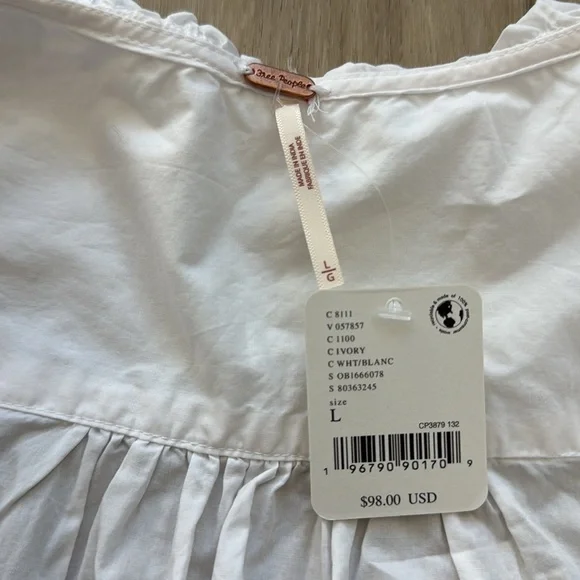 Free People
MADE IN INDIA
FABRIQUÉ EN INDE
L
G
C 8111
V 057857
C 1100
C IVORY
C WHT/BLANC
S OB1666078
S 80363245
size
L
CP3879 132
1 96790 90170 9
$98.00 USD